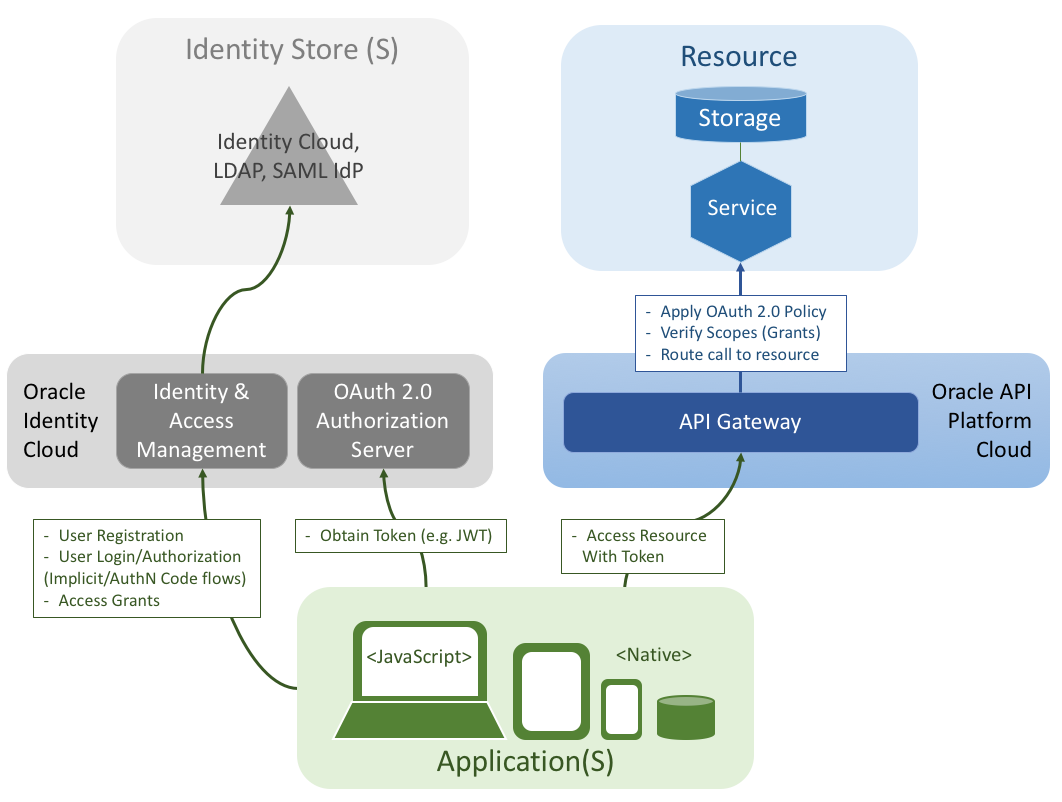 Identity Store (S)
Identity Cloud,
LDAP, SAML IdP
Resource
Storage
Service
- Apply OAuth 2.0 Policy
- Verify Scopes (Grants)
- Route call to resource
Oracle
Identity
Cloud
Identity &
Access
Management
OAuth 2.0
Authorization
Server
API Gateway
Oracle API
Platform
Cloud
- User Registration
- User Login/Authorization
(Implicit/AuthN Code flows)
- Access Grants
- Obtain Token (e.g. JWT)
- Access Resource
With Token
<JavaScript>
<Native>
Application(S)